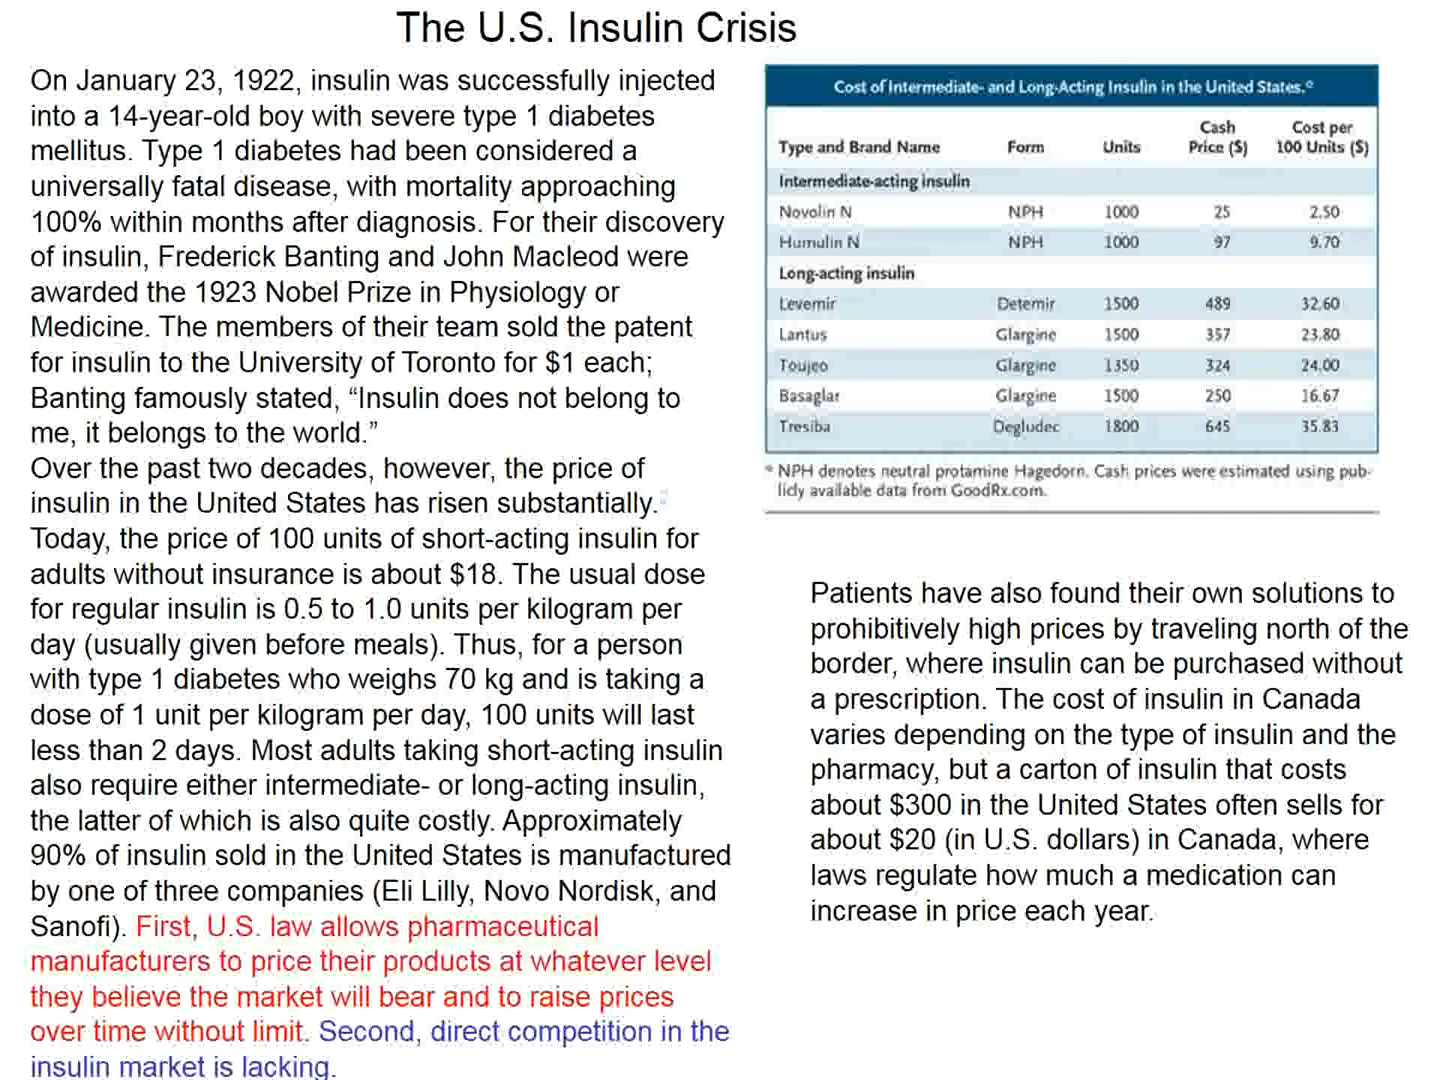 The U.S. Insulin Crisis
On January 23, 1922, insulin was successfully injected
into a 14-year-old boy with severe type 1 diabetes
mellitus. Type 1 diabetes had been considered a
universally fatal disease, with mortality approaching
100% within months after diagnosis. For their discovery
of insulin, Frederick Banting and John Macleod were
awarded the 1923 Nobel Prize in Physiology or
Medicine. The members of their team sold the patent
for insulin to the University of Toronto for $1 each;
Banting famously stated, “Insulin does not belong to
me, it belongs to the world.”
Over the past two decades, however, the price of
insulin in the United States has risen substantially.
Today, the price of 100 units of short-acting insulin for
adults without insurance is about $18. The usual dose
for regular insulin is 0.5 to 1.0 units per kilogram per
day (usually given before meals). Thus, for a person
with type 1 diabetes who weighs 70 kg and is taking a
dose of 1 unit per kilogram per day, 100 units will last
less than 2 days. Most adults taking short-acting insulin
also require either intermediate- or long-acting insulin,
the latter of which is also quite costly. Approximately
90% of insulin sold in the United States is manufactured
by one of three companies (Eli Lilly, Novo Nordisk, and
Sanofi). First, U.S. law allows pharmaceutical
manufacturers to price their products at whatever level
they believe the market will bear and to raise prices
over time without limit. Second, direct competition in the
insulin market is lacking.
Cost of Intermediate- and Long-Acting Insulin in the United States.*
Type and Brand Name Form Units Cash Price ($) Cost per 100 Units ($)
Intermediate-acting insulin
Novolin N NPH 1000 25 2.50
Humulin N NPH 1000 97 9.70
Long-acting insulin
Levemir Detemir 1500 489 32.60
Lantus Glargine 1500 357 23.80
Toujeo Glargine 1350 324 24.00
Basaglar Glargine 1500 250 16.67
Tresiba Degludec 1800 645 35.83
* NPH denotes neutral protamine Hagedorn. Cash prices were estimated using pub-
licly available data from GoodRx.com.
Patients have also found their own solutions to
prohibitively high prices by traveling north of the
border, where insulin can be purchased without
a prescription. The cost of insulin in Canada
varies depending on the type of insulin and the
pharmacy, but a carton of insulin that costs
about $300 in the United States often sells for
about $20 (in U.S. dollars) in Canada, where
laws regulate how much a medication can
increase in price each year.